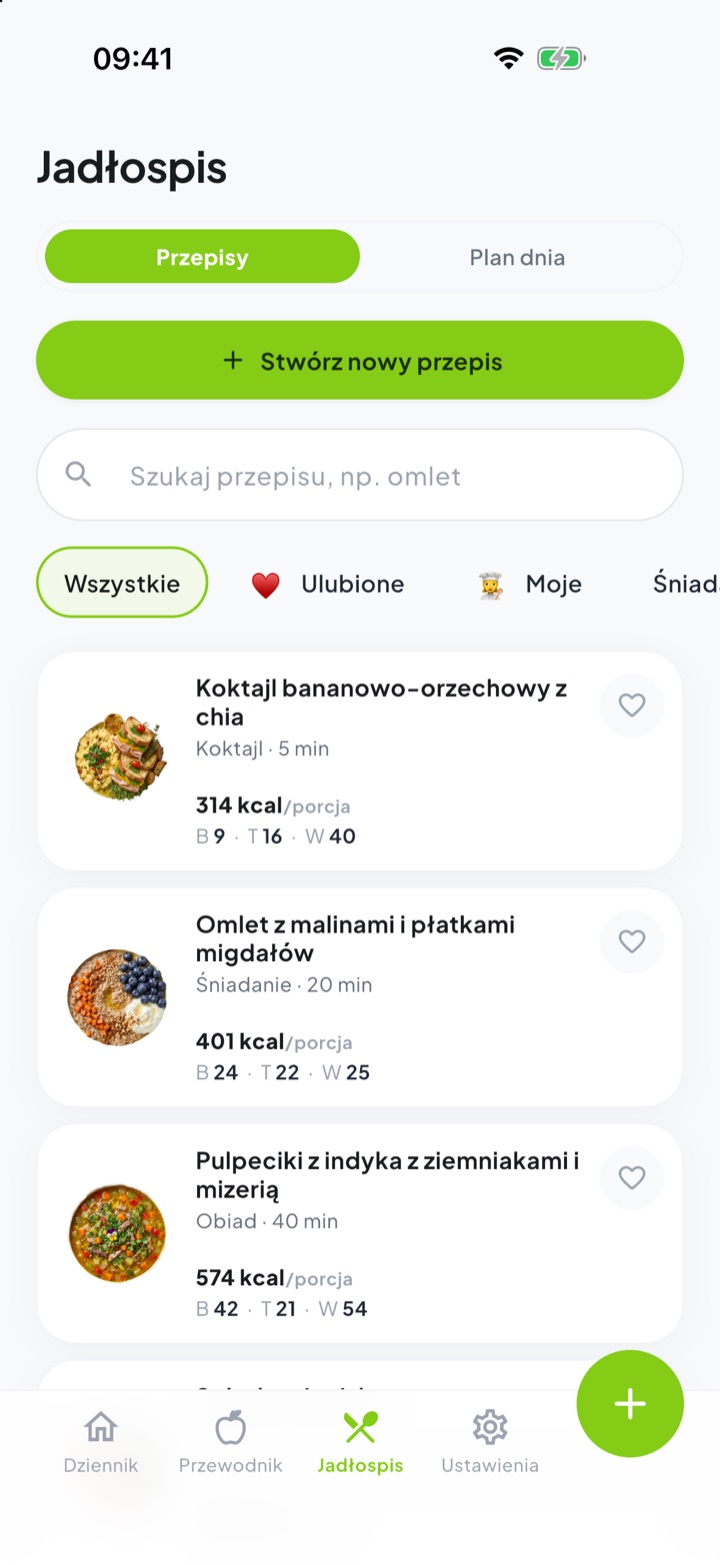 09:41
Jadłospis
Przepisy
Plan dnia
+ Stwórz nowy przepis
Szukaj przepisu, np. omlet
Wszystkie
Ulubione
Moje
Śniad
Koktajl bananowo-orzechowy z
chia
Koktajl · 5 min
314 kcal/porcja
B 9 · T 16 · W 40
Omlet z malinami i płatkami
migdałów
Śniadanie · 20 min
401 kcal/porcja
B 24 · T 22 · W 25
Pulpeciki z indyka z ziemniakami i
mizerią
Obiad · 40 min
574 kcal/porcja
B 42 · T 21 · W 54
Dziennik
Przewodnik
Jadłospis
Ustawienia